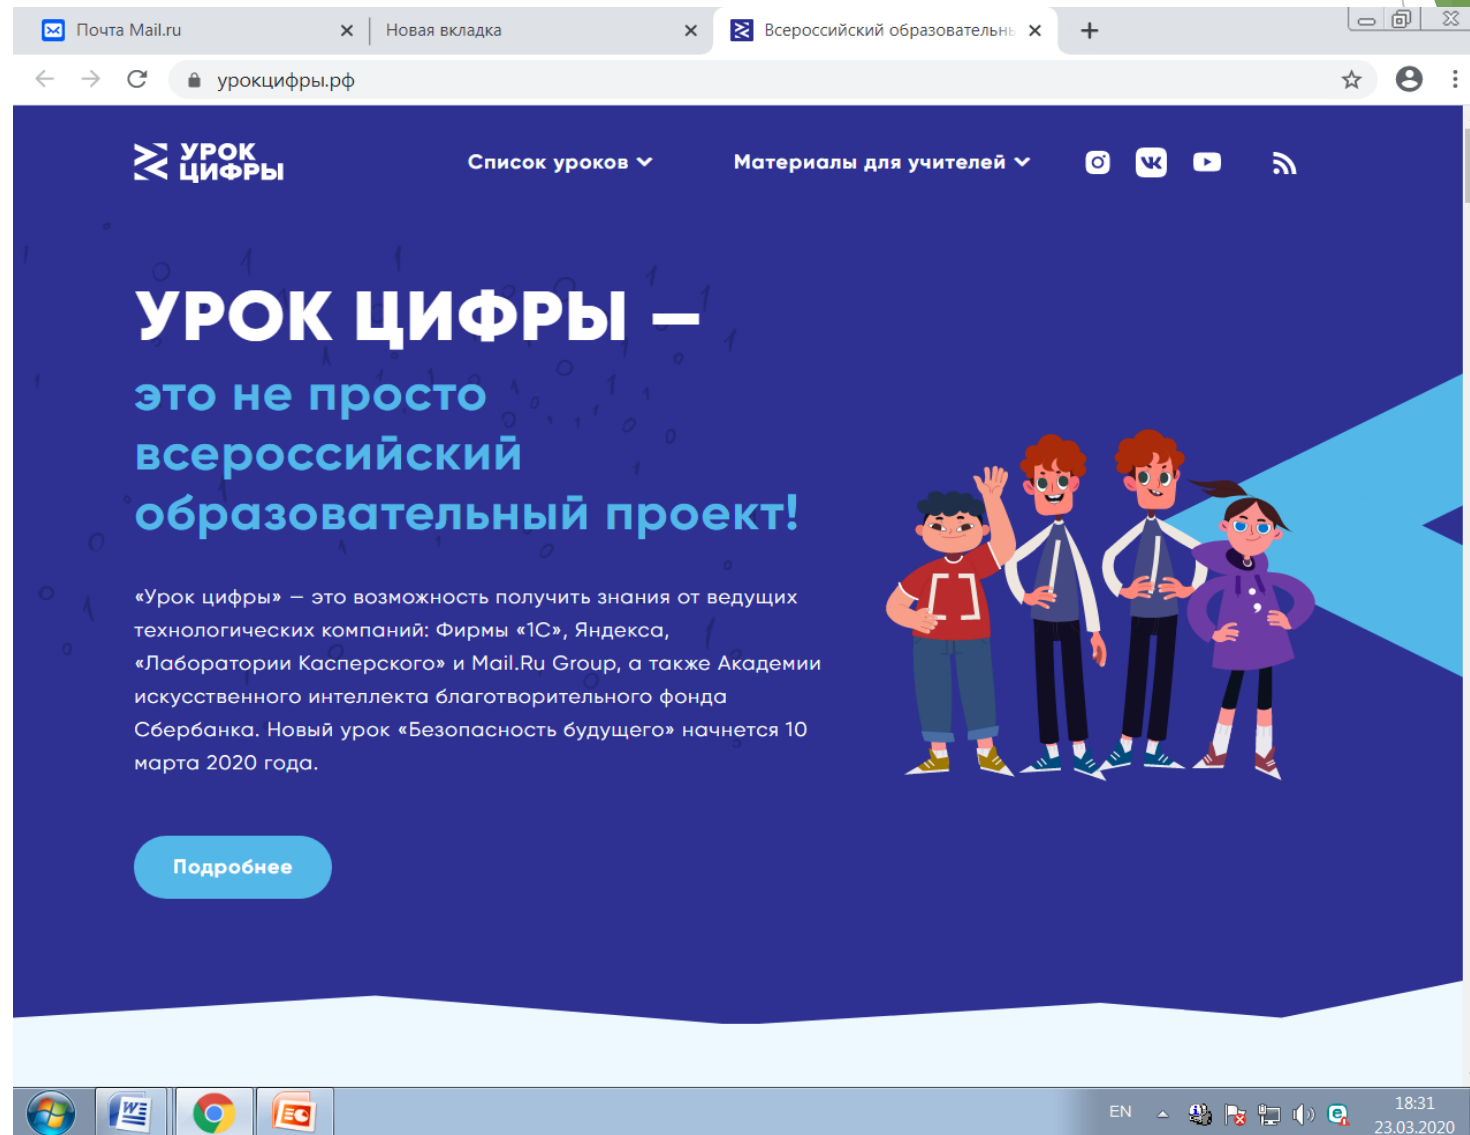 Почта Mail.ru
Новая вкладка
Всероссийский образовательнь
урокцифры.рф
УРОК
ЦИФРЫ
Список уроков
Материалы для учителей
УРОК ЦИФРЫ —
это не просто
всероссийский
образовательный проект!
«Урок цифры» — это возможность получить знания от ведущих
технологических компаний: Фирмы «1С», Яндекса,
«Лаборатории Касперского» и Mail.Ru Group, а также Академии
искусственного интеллекта благотворительного фонда
Сбербанка. Новый урок «Безопасность будущего» начнется 10
марта 2020 года.
Подробнее
EN
18:31
23.03.2020